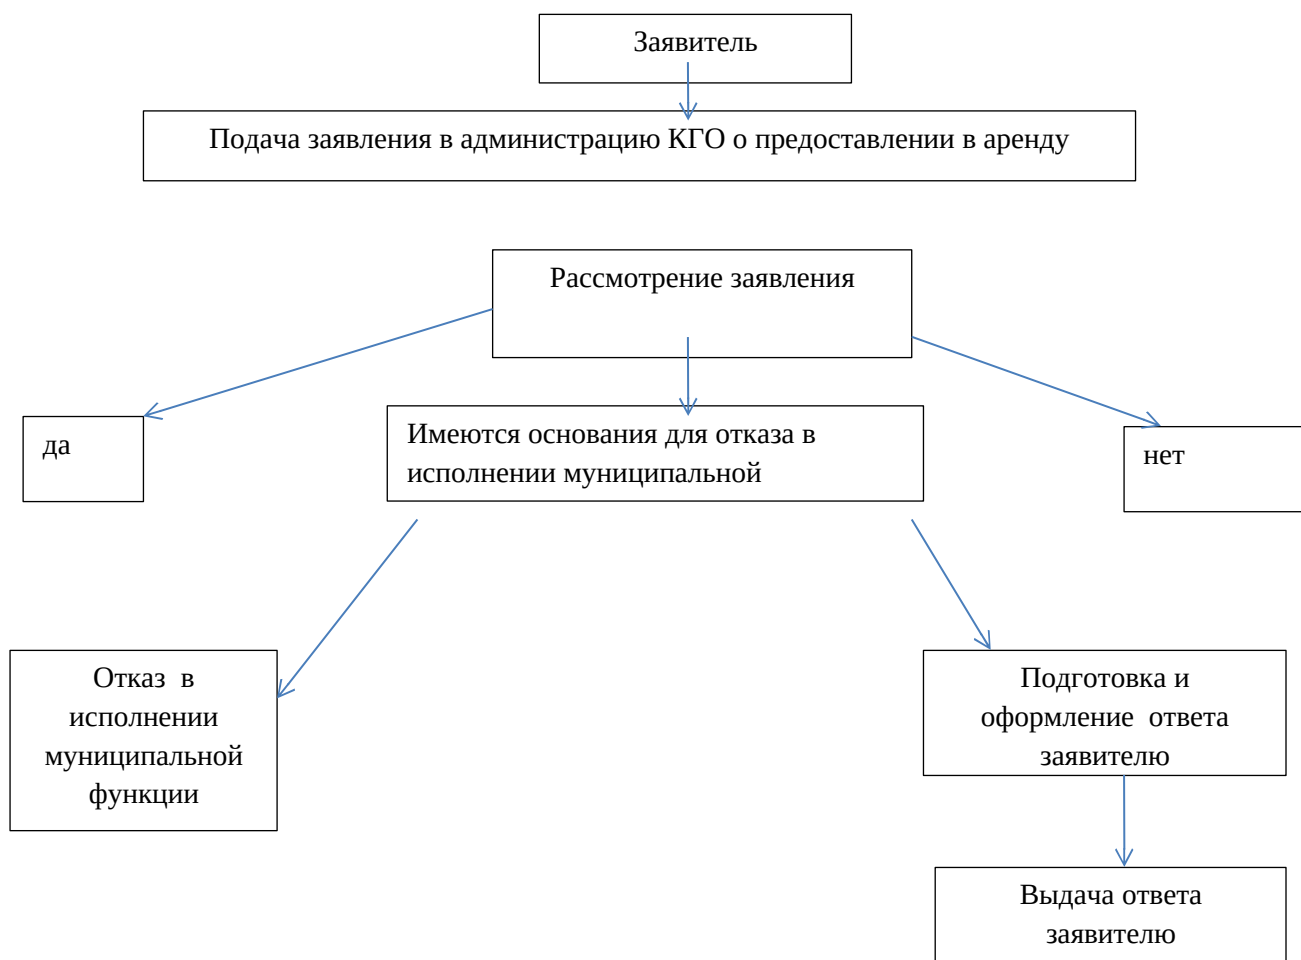 Заявитель
Подача заявления в администрацию КГО о предоставлении в аренду
Рассмотрение заявления
да
Имеются основания для отказа в
исполнении муниципальной
нет
Отказ  в
исполнении
муниципальной
функции
Подготовка и
оформление  ответа
заявителю
Выдача ответа
заявителю